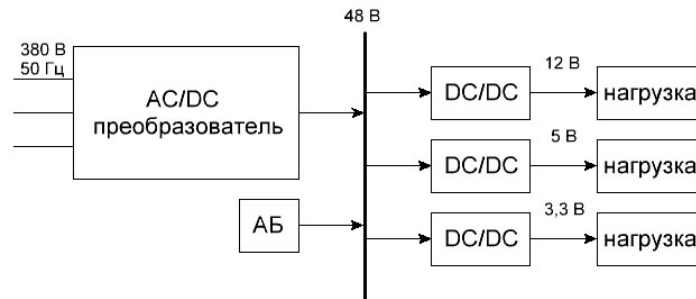 48 В
380 В
50 Гц
AC/DC
преобразователь
АБ
DC/DC
12 В
нагрузка
DC/DC
5 В
нагрузка
DC/DC
3,3 В
нагрузка